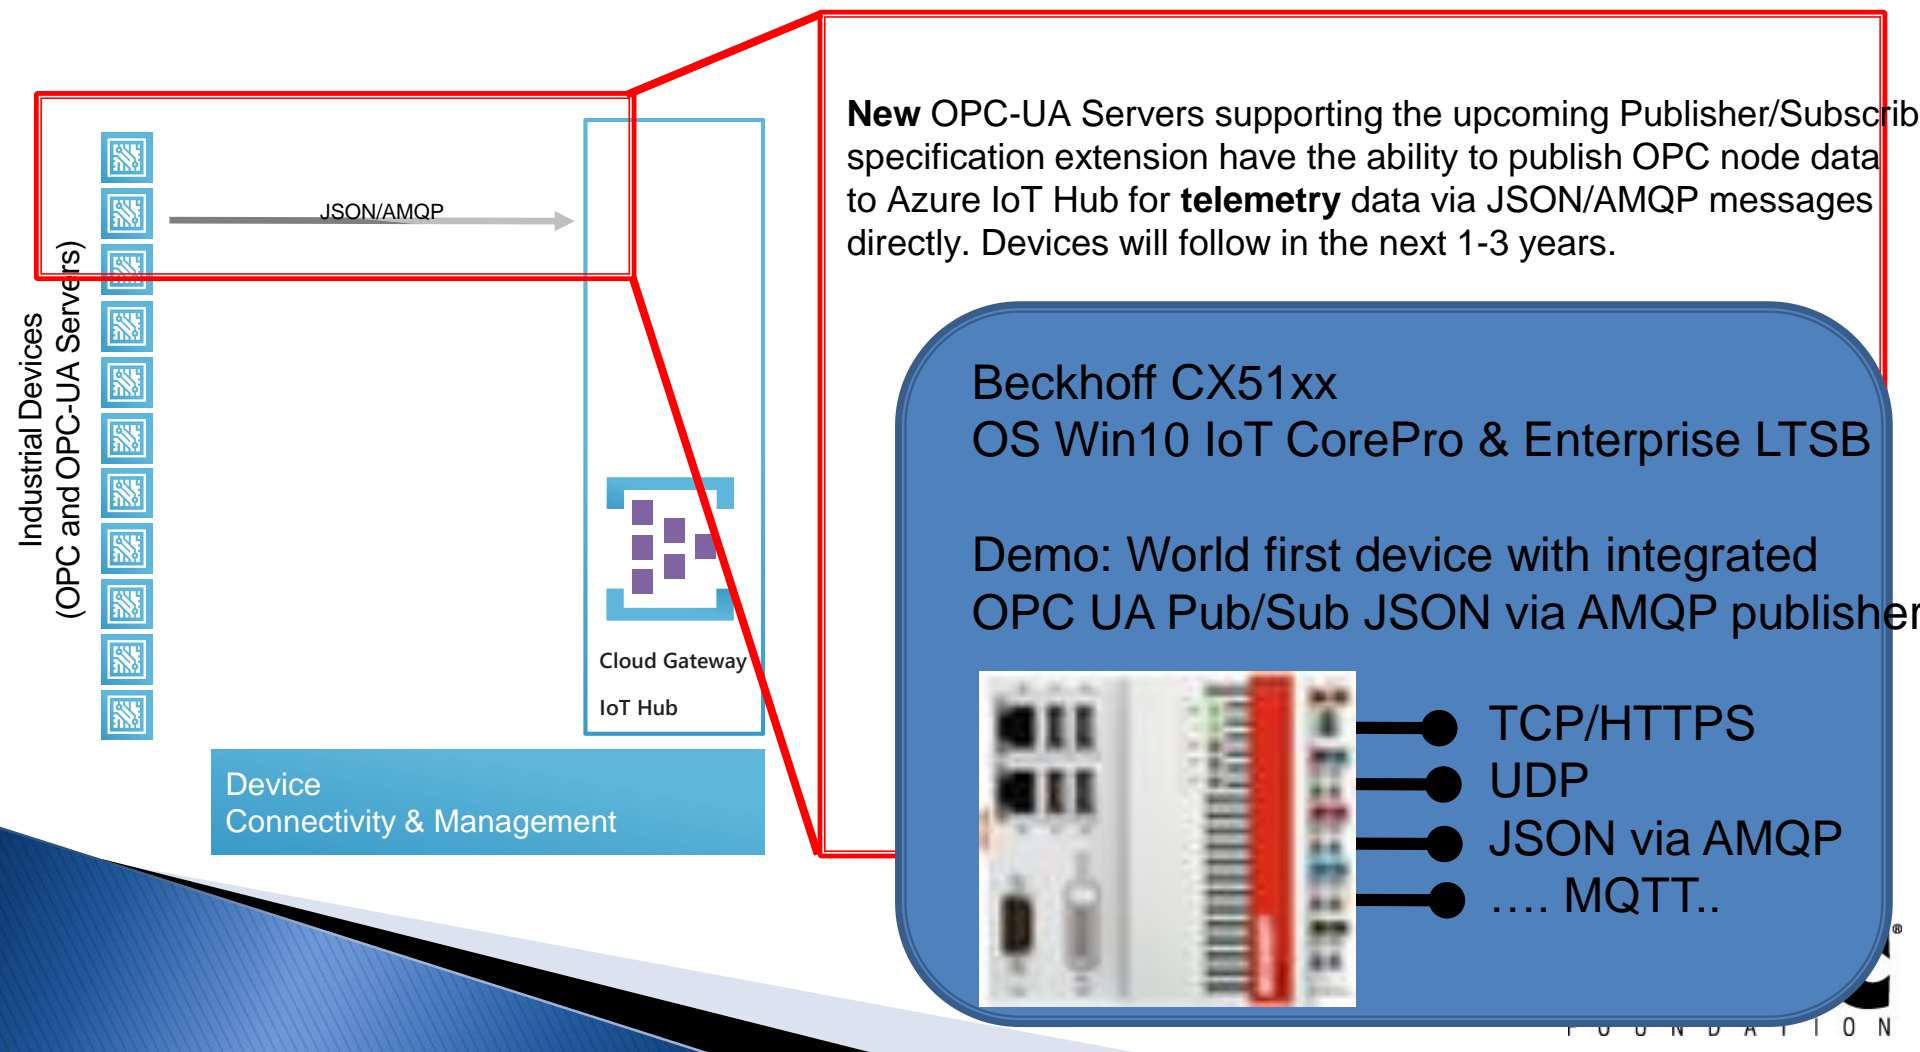 New OPC-UA Servers supporting the upcoming Publisher/Subscrib
specification extension have the ability to publish OPC node data
to Azure IoT Hub for telemetry data via JSON/AMQP messages
directly. Devices will follow in the next 1-3 years.
JSON/AMQP
Industrial Devices
(OPC and OPC-UA Servers)
Cloud Gateway
IoT Hub
Device
Connectivity & Management
Beckhoff CX51xx
OS Win10 IoT CorePro & Enterprise LTSB
Demo: World first device with integrated
OPC UA Pub/Sub JSON via AMQP publisher
TCP/HTTPS
UDP
JSON via AMQP
.... MQTT..
®
FOUNDATION